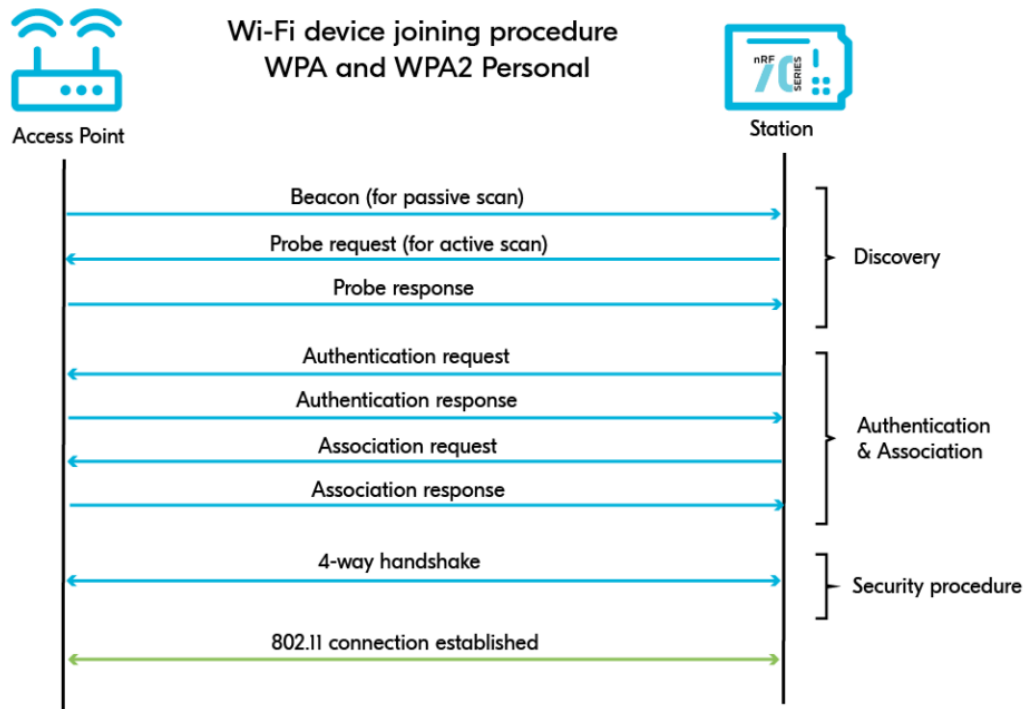 Wi-Fi device joining procedure
WPA and WPA2 Personal
Access Point
nRF
70
SERIES
Station
Beacon (for passive scan)
Probe request (for active scan)
Probe response
Discovery
Authentication request
Authentication response
Association request
Association response
Authentication
& Association
4-way handshake
Security procedure
802.11 connection established